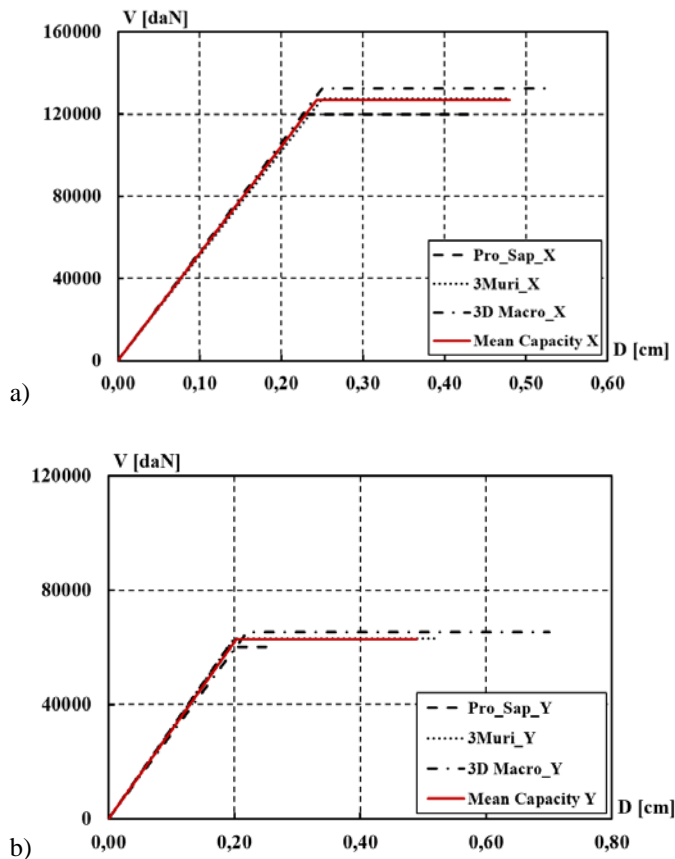 V [daN]
160000
120000
80000
40000
0
0,00 0,10 0,20 0,30 0,40 0,50 0,60
D [cm]
Pro_Sap_X
3Muri_X
3D Macro_X
Mean Capacity X
a)
V [daN]
120000
80000
40000
0
0,00 0,20 0,40 0,60 0,80
D [cm]
Pro_Sap_Y
3Muri_Y
3D Macro_Y
Mean Capacity Y
b)